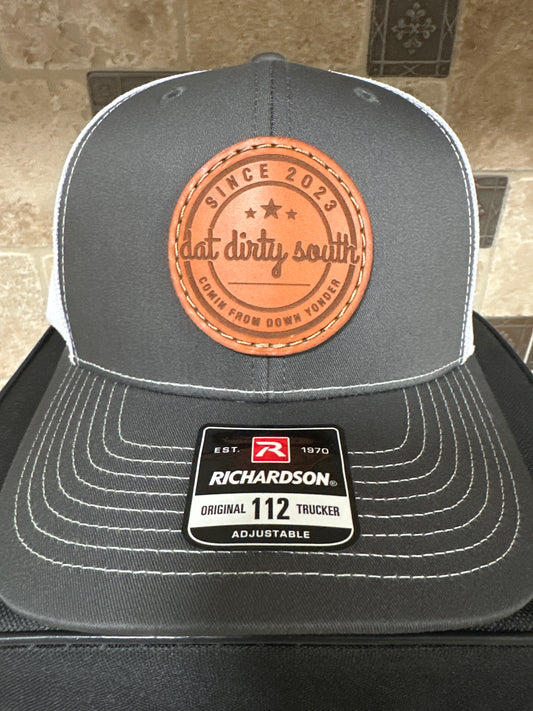 SINCE 2023
dat dirty south
COMIN FROM DOWN YONDER
EST. R 1970
RICHARDSON®
ORIGINAL 112 TRUCKER
ADJUSTABLE